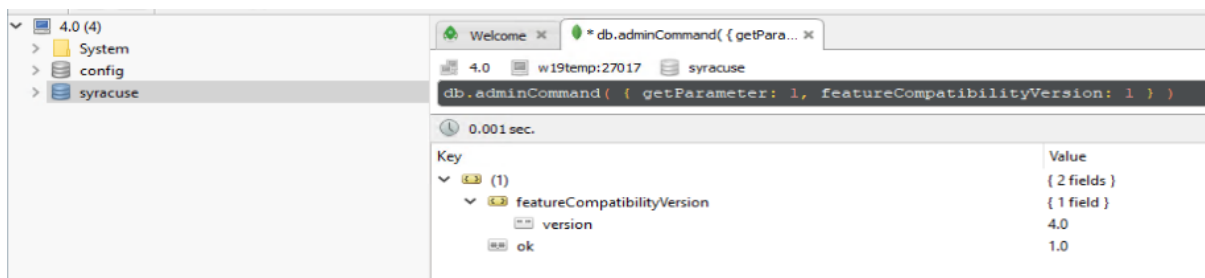 4.0 (4)
System
config
syracuse
Welcome
* db.adminCommand( { getPara...
4.0 w19temp:27017 syracuse
db.adminCommand( { getParameter: 1, featureCompatibilityVersion: 1 } )
0.001 sec.
Key Value
(1) { 2 fields }
featureCompatibilityVersion { 1 field }
version 4.0
ok 1.0